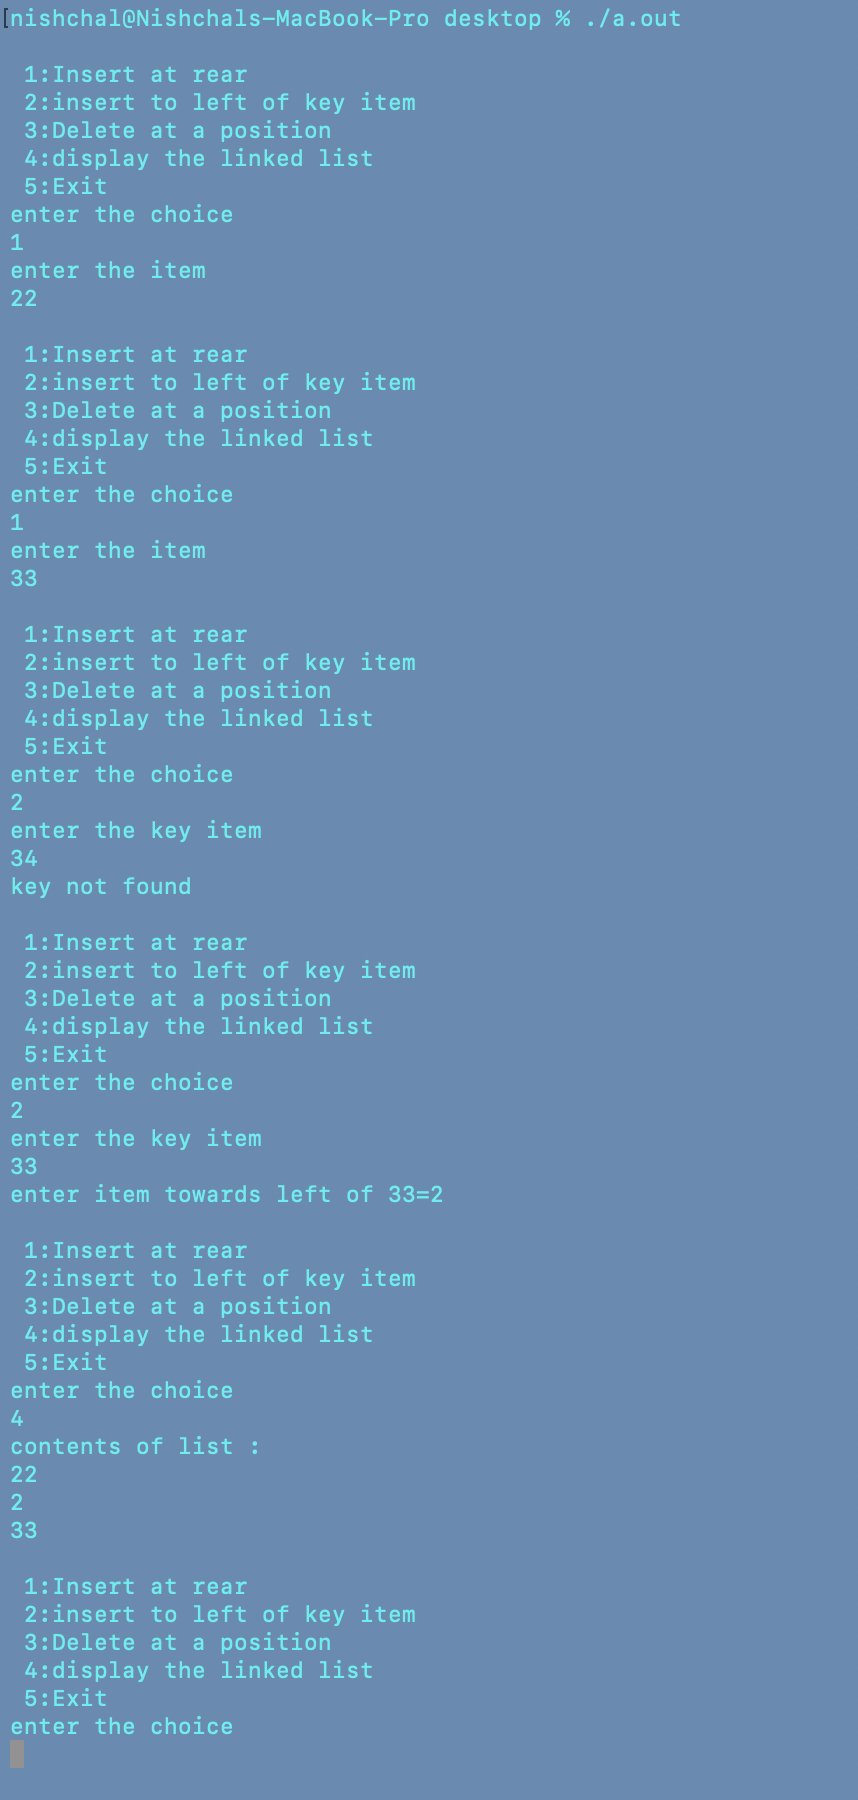 [nishchal@Nishchals-MacBook-Pro desktop % ./a.out
1:Insert at rear
2:insert to left of key item
3:Delete at a position
4:display the linked list
5:Exit
enter the choice
1
enter the item
22
1:Insert at rear
2:insert to left of key item
3:Delete at a position
4:display the linked list
5:Exit
enter the choice
1
enter the item
33
1:Insert at rear
2:insert to left of key item
3:Delete at a position
4:display the linked list
5:Exit
enter the choice
2
enter the key item
34
key not found
1:Insert at rear
2:insert to left of key item
3:Delete at a position
4:display the linked list
5:Exit
enter the choice
2
enter the key item
33
enter item towards left of 33=2
1:Insert at rear
2:insert to left of key item
3:Delete at a position
4:display the linked list
5:Exit
enter the choice
4
contents of list :
22
2
33
1:Insert at rear
2:insert to left of key item
3:Delete at a position
4:display the linked list
5:Exit
enter the choice